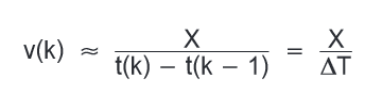 v(k) ≈ X / t(k) − t(k − 1) = X / ΔT